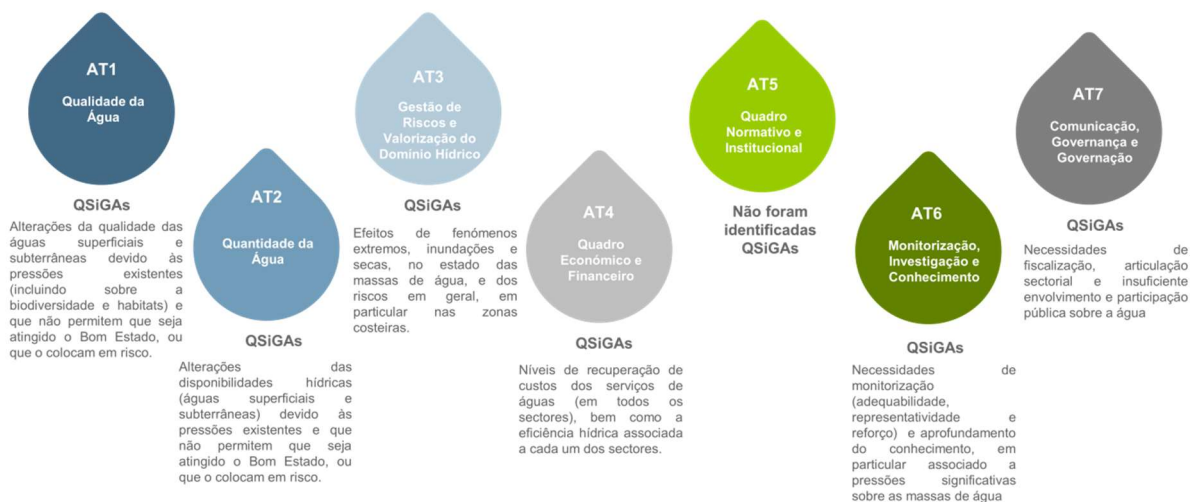 AT1
Qualidade da
Água
QSiGAs
Alterações da qualidade das
águas superficiais e
subterrâneas devido às
pressões existentes
(incluindo sobre a
biodiversidade e habitats) e
que não permitem que seja
atingido o Bom Estado, ou
que o colocam em risco.
AT2
Quantidade da
Água
QSiGAs
Alterações das
disponibilidades hídricas
(águas superficiais e
subterrâneas) devido às
pressões existentes e que
não permitem que seja
atingido o Bom Estado, ou
que o colocam em risco.
AT3
Gestão de
Riscos e
Valorização do
Domínio Hídrico
QSiGAs
Efeitos de fenómenos
extremos, inundações e
secas, no estado das
massas de água, e dos
riscos em geral, em
particular nas zonas
costeiras.
AT4
Quadro
Económico e
Financeiro
QSiGAs
Níveis de recuperação de
custos dos serviços de
águas (em todos os
sectores), bem como a
eficiência hídrica associada
a cada um dos sectores.
AT5
Quadro
Normativo e
Institucional
Não foram
identificadas
QSiGAs
AT6
Monitorização,
Investigação e
Conhecimento
QSiGAs
Necessidades de
monitorização
(adequabilidade,
representatividade e
reforço) e aprofundamento
do conhecimento, em
particular associado a
pressões significativas
sobre as massas de água
AT7
Comunicação,
Governança e
Governação
QSiGAs
Necessidades de
fiscalização, articulação
sectorial e insuficiente
envolvimento e participação
pública sobre a água